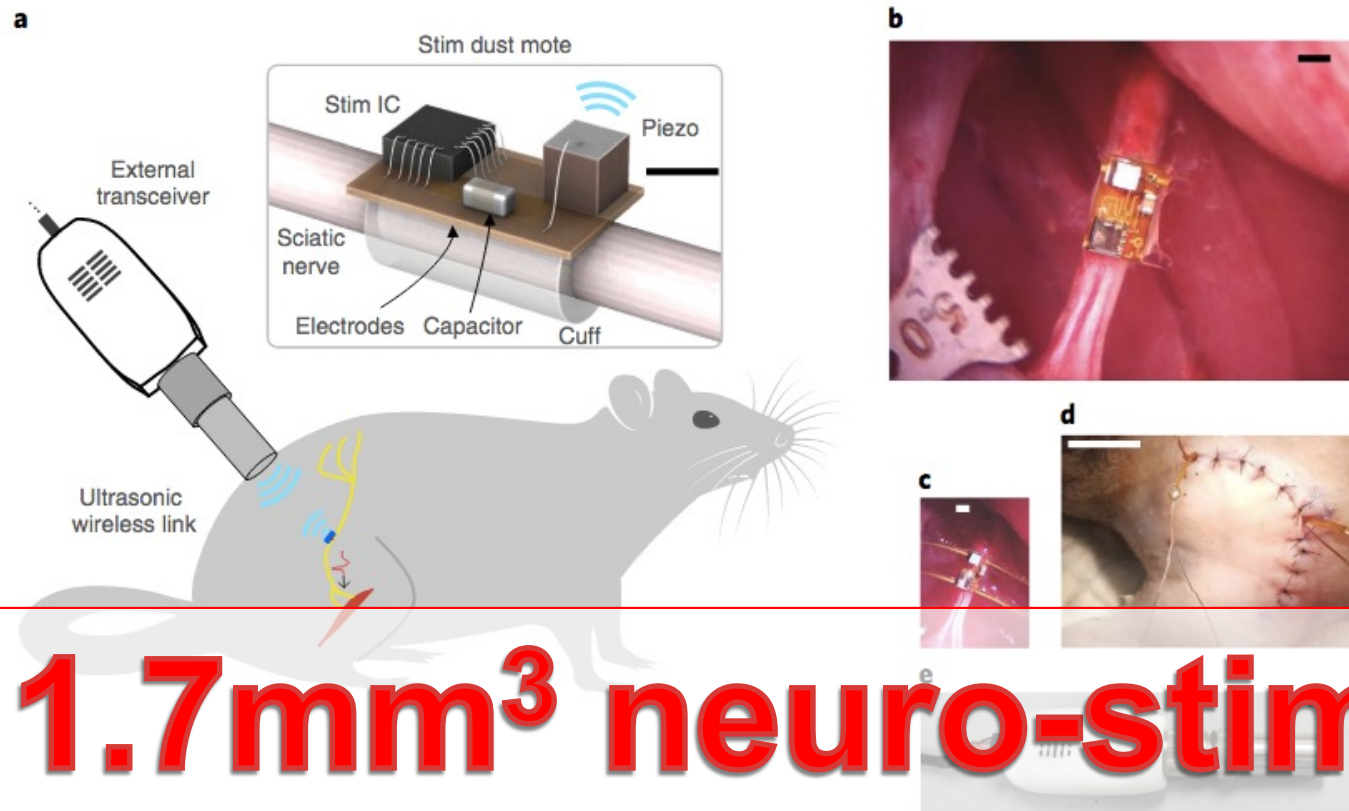 a
Stim dust mote
Stim IC
Piezo
External
transceiver
Sciatic
nerve
Electrodes
Capacitor
Cuff
Ultrasonic
wireless link
b
c
d
e
1.7mm³ neuro-stim